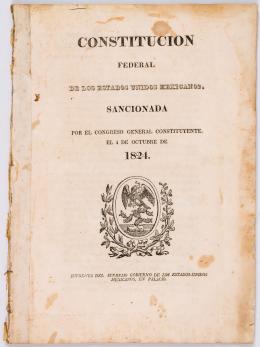 CONSTITUCION
FEDERAL
DE LOS ESTADOS UNIDOS MEXICANOS,
SANCIONADA
POR EL CONGRESO GENERAL CONSTITUYENTE,
EL 4 DE OCTUBRE DE
1824.
IMPRENTA DEL SUPREMO GOBIERNO DE LOS ESTADOS-UNIDOS
MEXICANOS, EN PALACIO.